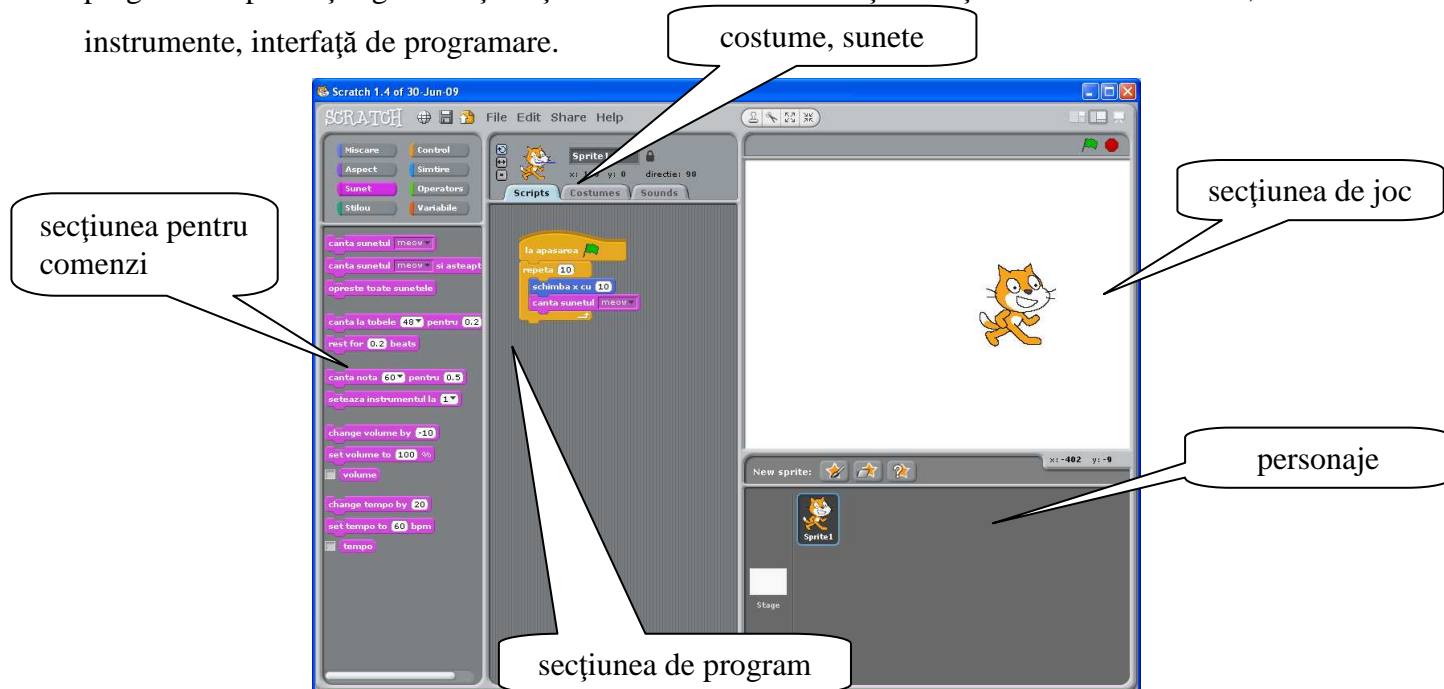 instrumente, interfaţă de programare.
costume, sunete
Scratch 1.4 of 30-Jun-09
SCRATCH File Edit Share Help
Miscare Control
Aspect Simtire
Sunet Operators
Stilou Variabile
Sprite1
y: 0 directie: 90
Scripts Costumes Sounds
secţiunea pentru
comenzi
secţiunea de joc
canta sunetul meow
canta sunetul meow si asteapt
opreste toate sunetele
canta la tobele 48 pentru 0.2
rest for 0.2 beats
canta nota 60 pentru 0.5
seteaza instrumentul la 1
change volume by -10
set volume to 100 %
volume
change tempo by 20
set tempo to 60 bpm
tempo
la apasarea
repeta 10
schimba x cu 10
canta sunetul meow
x: -402 y: -9
New sprite:
personaje
Sprite1
Stage
secţiunea de program